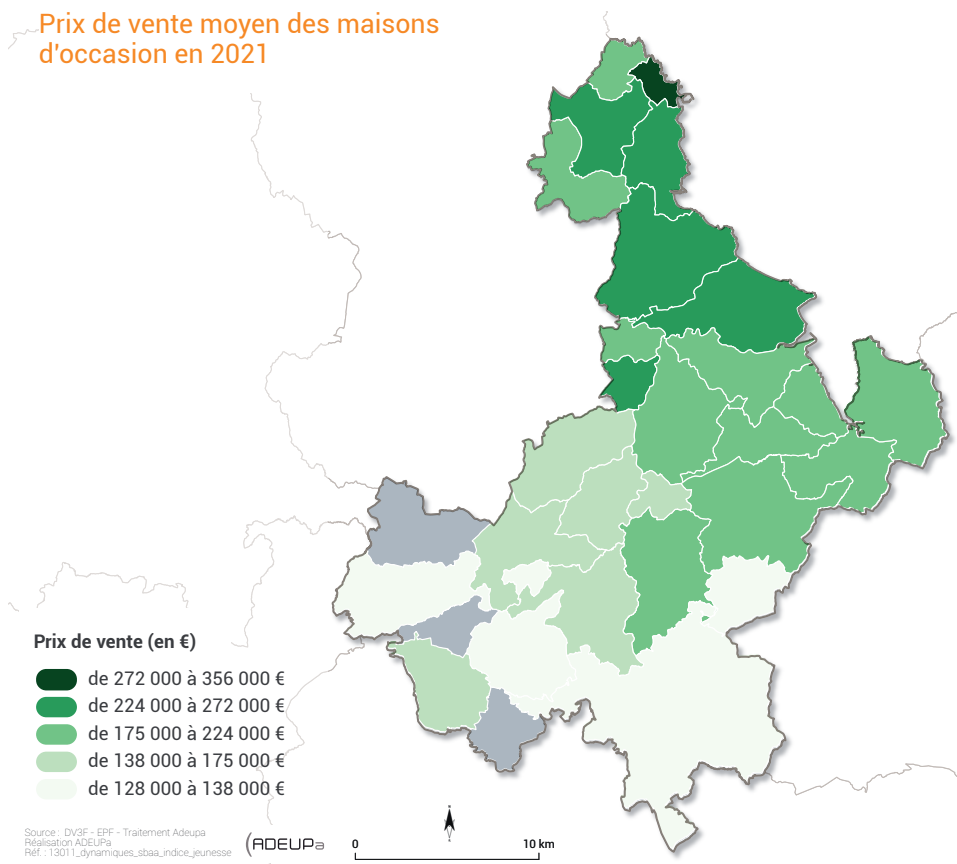 Prix de vente moyen des maisons
d'occasion en 2021
Prix de vente (en €)
de 272 000 à 356 000 €
de 224 000 à 272 000 €
de 175 000 à 224 000 €
de 138 000 à 175 000 €
de 128 000 à 138 000 €
Source : DV3F - EPF - Traitement Adeupa
Réalisation ADEUPa
Réf. : 13011_dynamiques_sbaa_indice_jeunesse
(ADEUPa
0 10 km